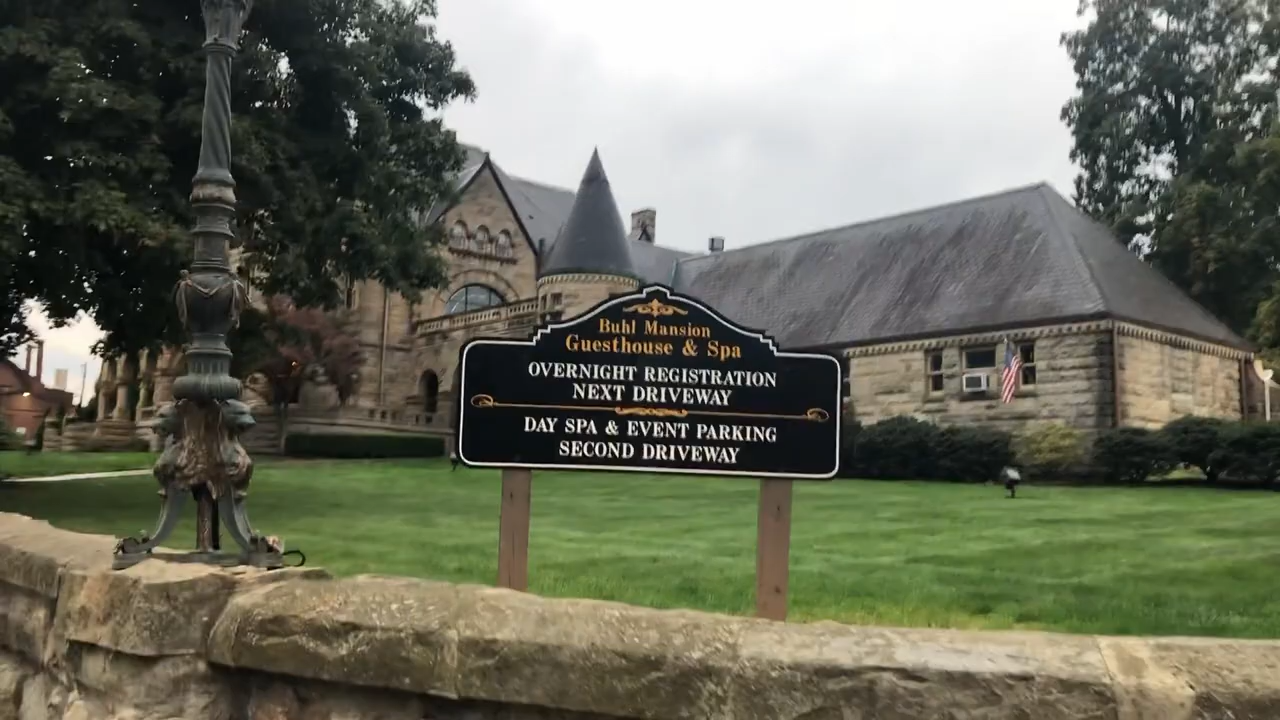 Buhl Mansion
Guesthouse & Spa
OVERNIGHT REGISTRATION
NEXT DRIVEWAY
DAY SPA & EVENT PARKING
SECOND DRIVEWAY